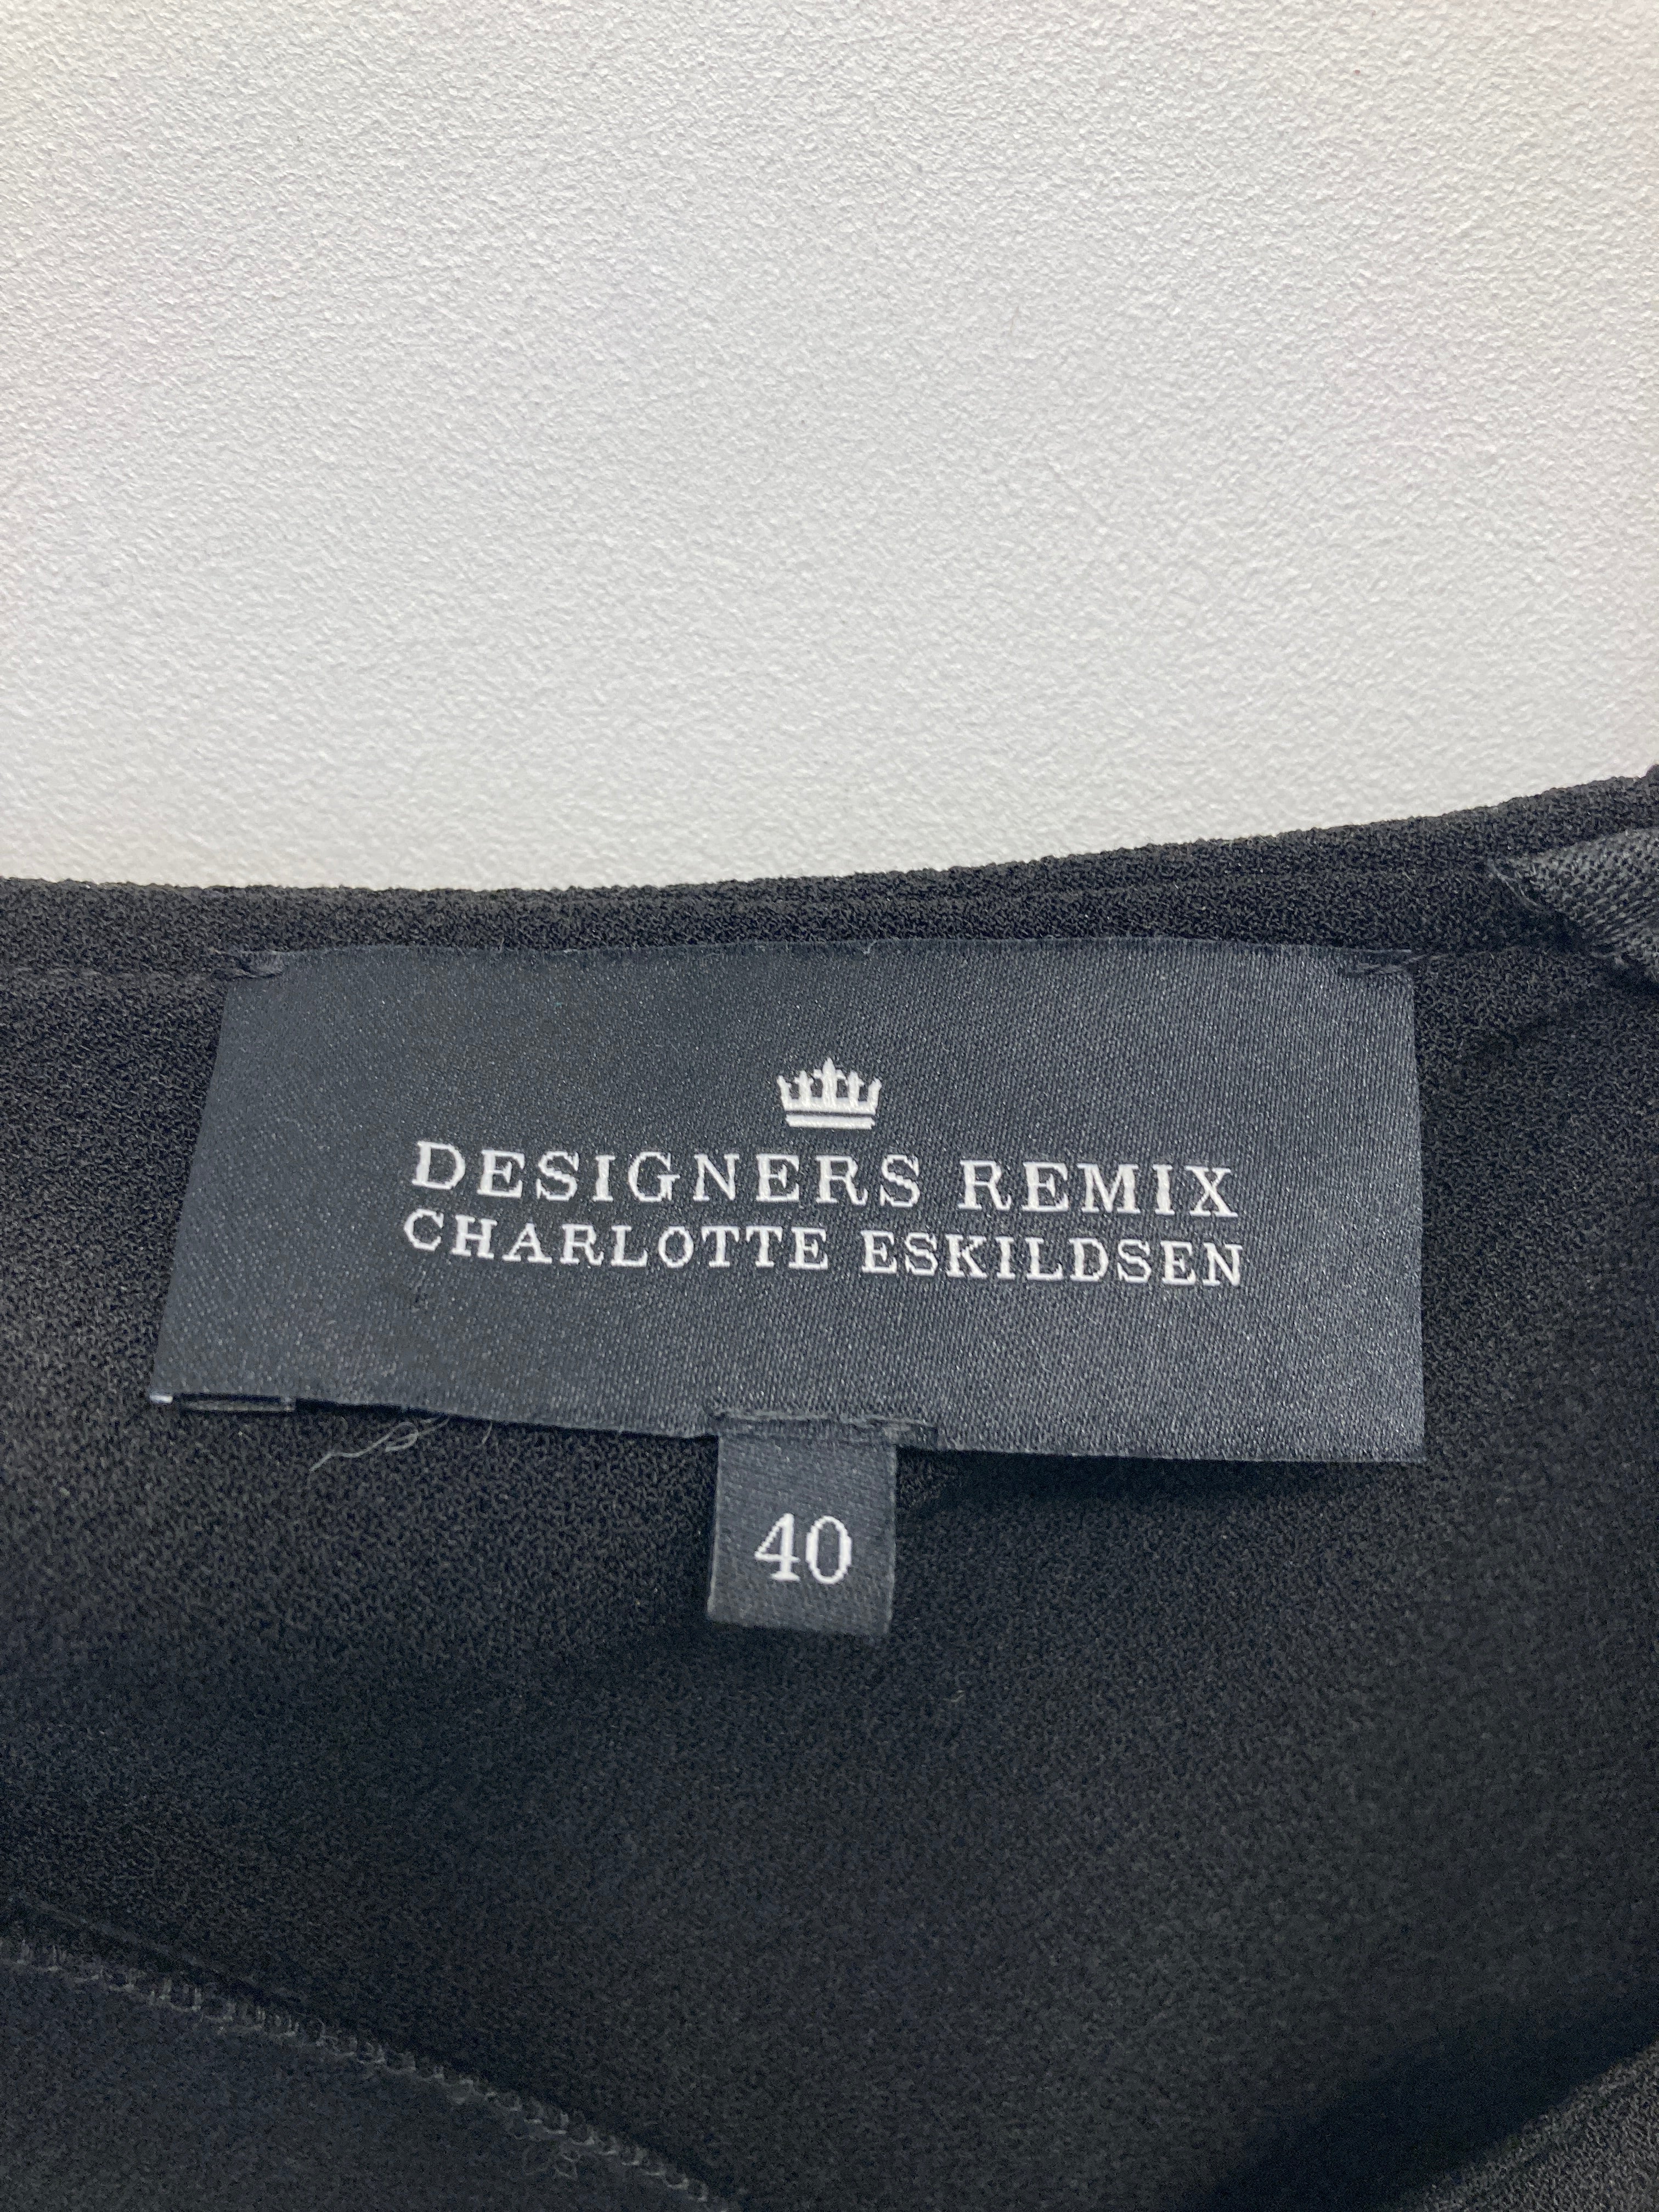 DESIGNERS REMIX
CHARLOTTE ESKILDSEN
40